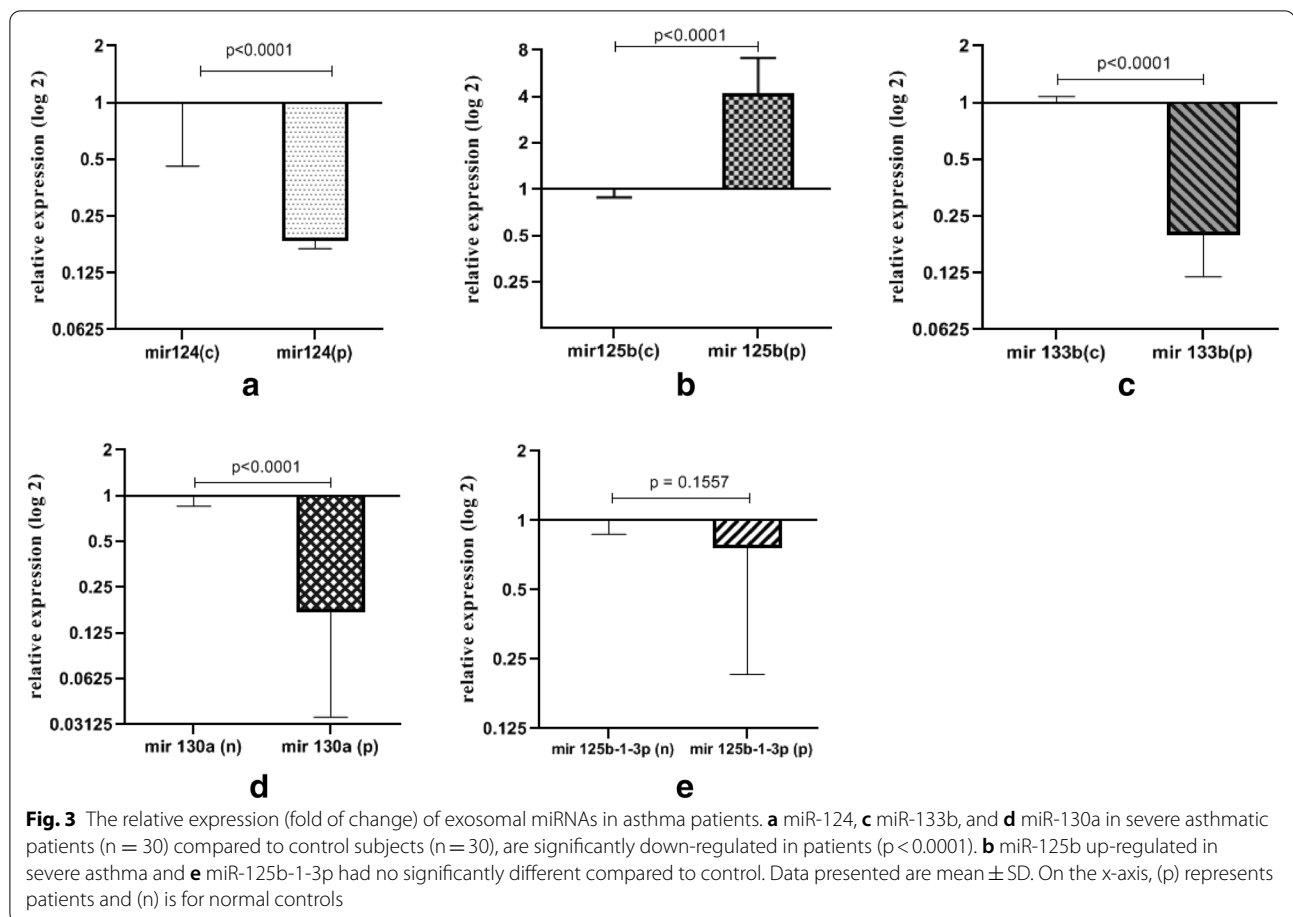 relative expression (log 2)
2
1
0.5
0.25
0.125
0.0625
p<0.0001
mir124(c) mir124(p)
a
relative expression (log 2)
8
4
2
1
0.5
0.25
p<0.0001
mir125b(c) mir 125b(p)
b
relative expression (log 2)
2
1
0.5
0.25
0.125
0.0625
p<0.0001
mir 133b(c) mir 133b(p)
c
relative expression (log 2)
2
1
0.5
0.25
0.125
0.0625
0.03125
p<0.0001
mir 130a (n) mir 130a (p)
d
relative expression (log 2)
2
1
0.5
0.25
0.125
p = 0.1557
mir 125b-1-3p (n) mir 125b-1-3p (p)
e
Fig. 3 The relative expression (fold of change) of exosomal miRNAs in asthma patients. a miR-124, c miR-133b, and d miR-130a in severe asthmatic
patients (n = 30) compared to control subjects (n = 30), are significantly down-regulated in patients (p < 0.0001). b miR-125b up-regulated in
severe asthma and e miR-125b-1-3p had no significantly different compared to control. Data presented are mean ± SD. On the x-axis, (p) represents
patients and (n) is for normal controls